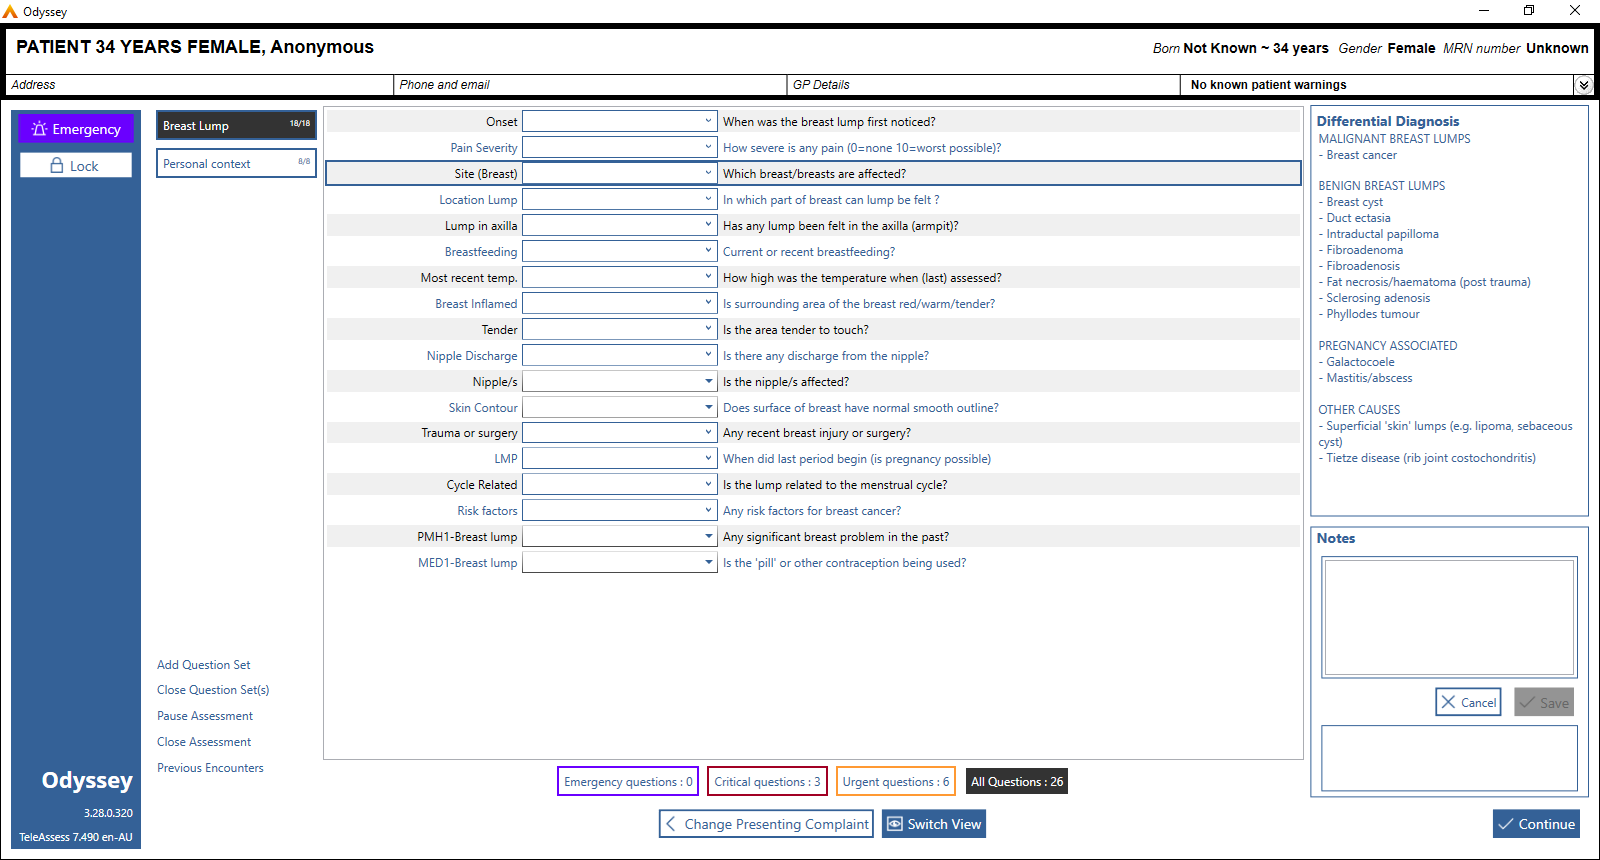 Odyssey
PATIENT 34 YEARS FEMALE, Anonymous
Born Not Known ~ 34 years Gender Female MRN number Unknown
Address
Phone and email
GP Details
No known patient warnings
Emergency
Lock
Breast Lump 18/18
Personal context 8/8
Onset When was the breast lump first noticed?
Pain Severity How severe is any pain (0=none 10=worst possible)?
Site (Breast) Which breast/breasts are affected?
Location Lump In which part of breast can lump be felt ?
Lump in axilla Has any lump been felt in the axilla (armpit)?
Breastfeeding Current or recent breastfeeding?
Most recent temp. How high was the temperature when (last) assessed?
Breast Inflamed Is surrounding area of the breast red/warm/tender?
Tender Is the area tender to touch?
Nipple Discharge Is there any discharge from the nipple?
Nipple/s Is the nipple/s affected?
Skin Contour Does surface of breast have normal smooth outline?
Trauma or surgery Any recent breast injury or surgery?
LMP When did last period begin (is pregnancy possible)
Cycle Related Is the lump related to the menstrual cycle?
Risk factors Any risk factors for breast cancer?
PMH1-Breast lump Any significant breast problem in the past?
MED1-Breast lump Is the 'pill' or other contraception being used?
Differential Diagnosis
MALIGNANT BREAST LUMPS
- Breast cancer
BENIGN BREAST LUMPS
- Breast cyst
- Duct ectasia
- Intraductal papilloma
- Fibroadenoma
- Fibroadenosis
- Fat necrosis/haematoma (post trauma)
- Sclerosing adenosis
- Phyllodes tumour
PREGNANCY ASSOCIATED
- Galactocoele
- Mastitis/abscess
OTHER CAUSES
- Superficial 'skin' lumps (e.g. lipoma, sebaceous
cyst)
- Tietze disease (rib joint costochondritis)
Notes
Cancel
Save
Add Question Set
Close Question Set(s)
Pause Assessment
Close Assessment
Previous Encounters
Odyssey
3.28.0.320
TeleAssess 7.490 en-AU
Emergency questions : 0
Critical questions : 3
Urgent questions : 6
All Questions : 26
Change Presenting Complaint
Switch View
Continue